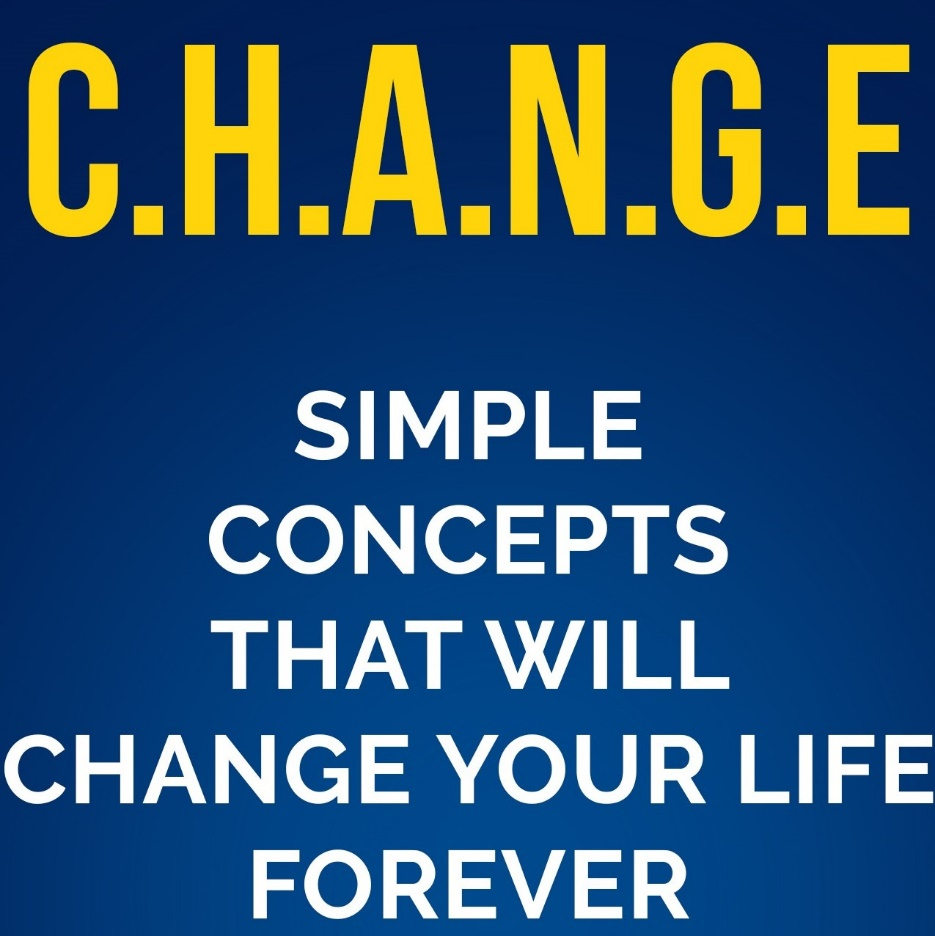 C.H.A.N.G.E
SIMPLE
CONCEPTS
THAT WILL
CHANGE YOUR LIFE
FOREVER